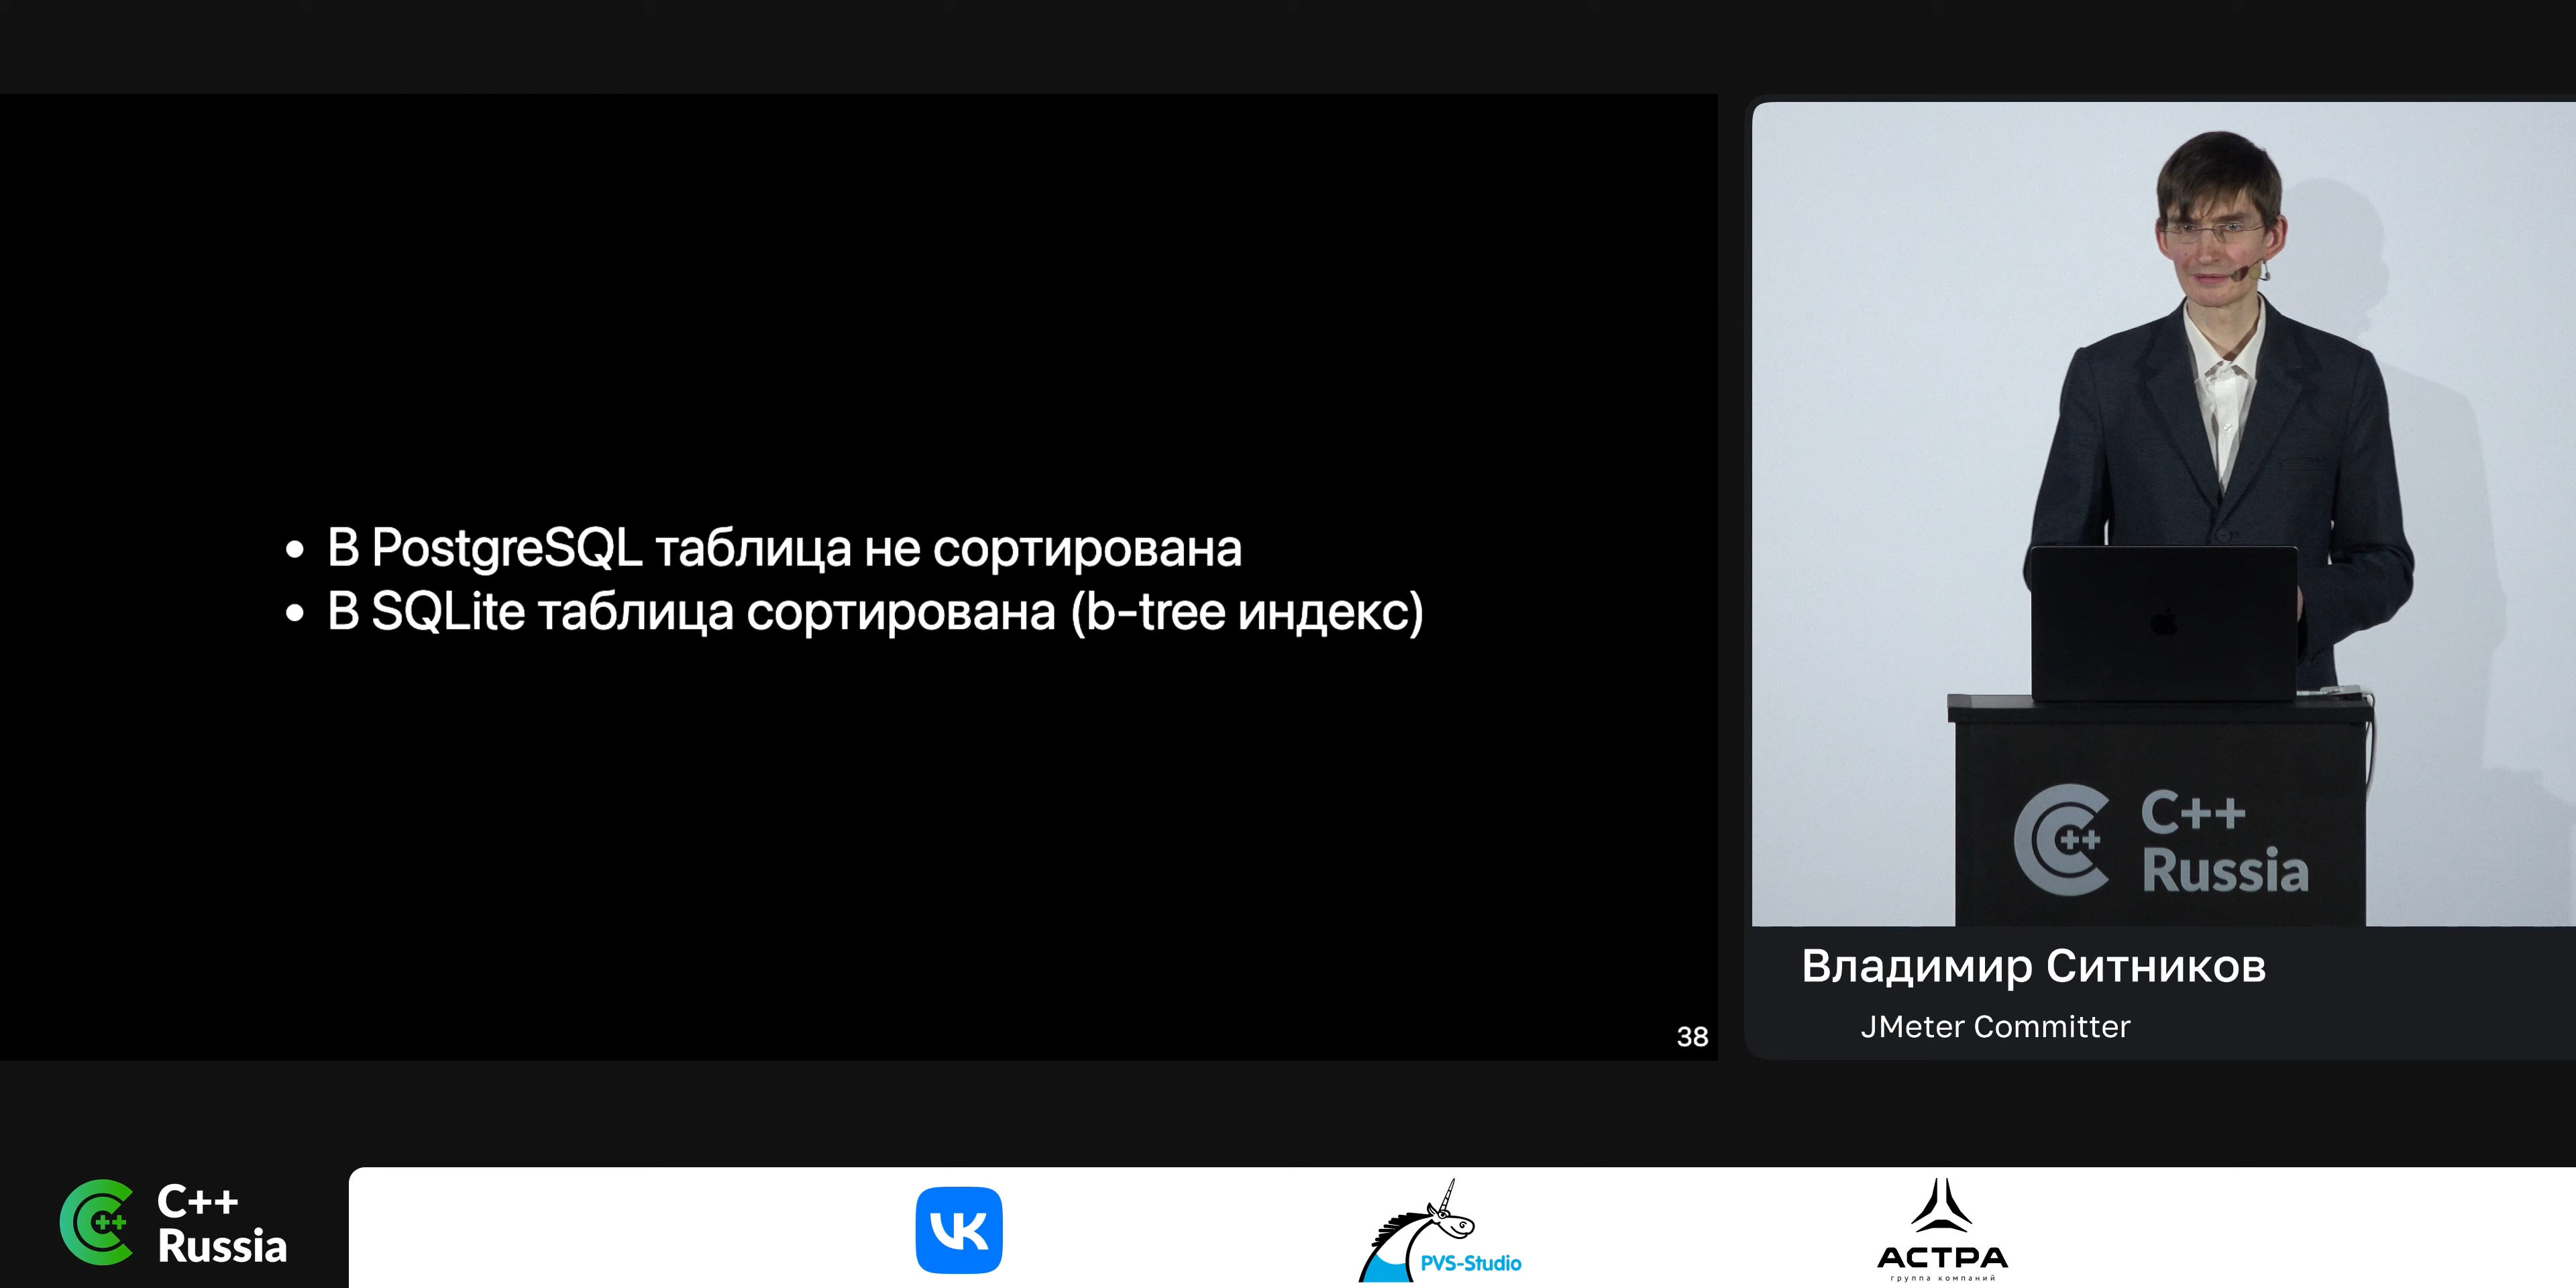 • В PostgreSQL таблица не сортирована
• В SQLite таблица сортирована (b-tree индекс)
38
C++
Russia
Владимир Ситников
JMeter Committer
C++
Russia
VK
PVS-Studio
АСТРА
группа компаний